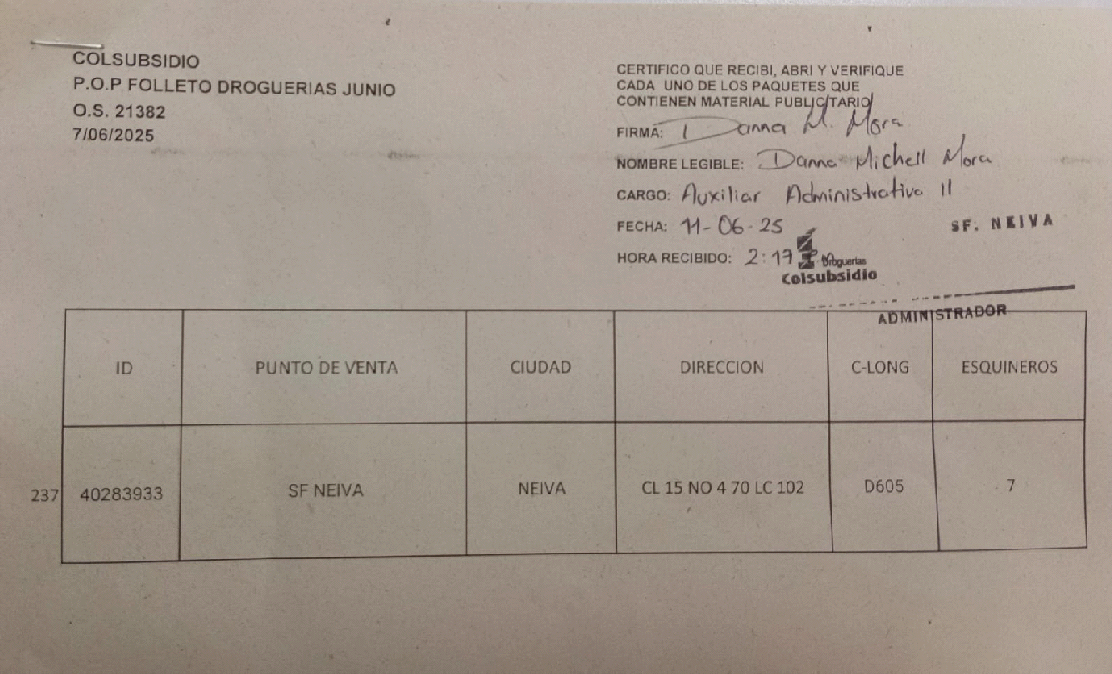 COLSUBSIDIO
P.O.P FOLLETO DROGUERIAS JUNIO
O.S. 21382
7/06/2025
CERTIFICO QUE RECIBI, ABRI Y VERIFIQUE
CADA UNO DE LOS PAQUETES QUE
CONTIENEN MATERIAL PUBLICITARIO
FIRMA: Danna M. Mora
NOMBRE LEGIBLE: Danna Michell Mora
CARGO: Auxiliar Administrativo II
FECHA: 11-06-25
SF. NEIVA
HORA RECIBIDO: 2:17
Droguerias
Colsubsidio
ADMINISTRADOR
ID PUNTO DE VENTA CIUDAD DIRECCION C-LONG ESQUINEROS
237 40283933 SF NEIVA NEIVA CL 15 NO 4 70 LC 102 D605 7